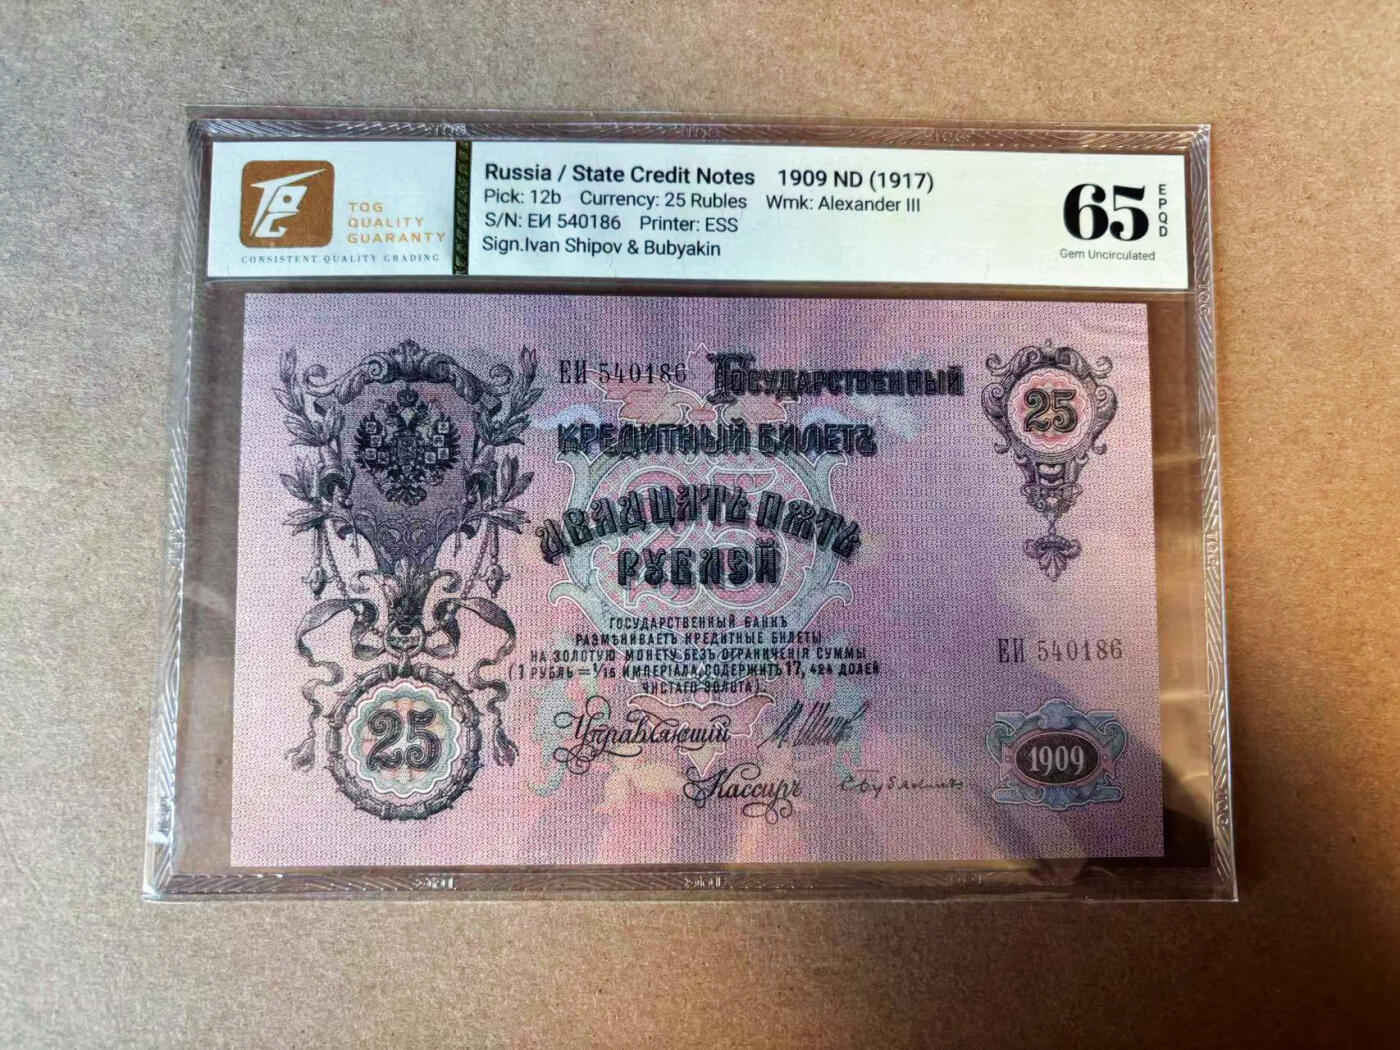 TQG
QUALITY
GUARANTY
CONSISTENT QUALITY GRADING
Russia / State Credit Notes 1909 ND (1917)
Pick: 12b Currency: 25 Rubles Wmk: Alexander III
S/N: ЕИ 540186 Printer: ESS
Sign.Ivan Shipov & Bubyakin
65
EPQD
Gem Uncirculated
ЕИ 540186 Государственный
кредитный билетъ
двадцать пять
рублей
25
25
ГОСУДАРСТВЕННЫЙ БАНКЪ
РАЗМѢНИВАЕТЪ КРЕДИТНЫЕ БИЛЕТЫ
НА ЗОЛОТУЮ МОНЕТУ БЕЗЪ ОГРАНИЧЕНІЯ СУММЫ
(1 РУБЛЬ = 1/15 ИМПЕРІАЛА, СОДЕРЖИТЪ 17, 424 ДОЛЕЙ
ЧИСТАГО ЗОЛОТА).
ЕИ 540186
Управляющий
Кассиръ
25
1909